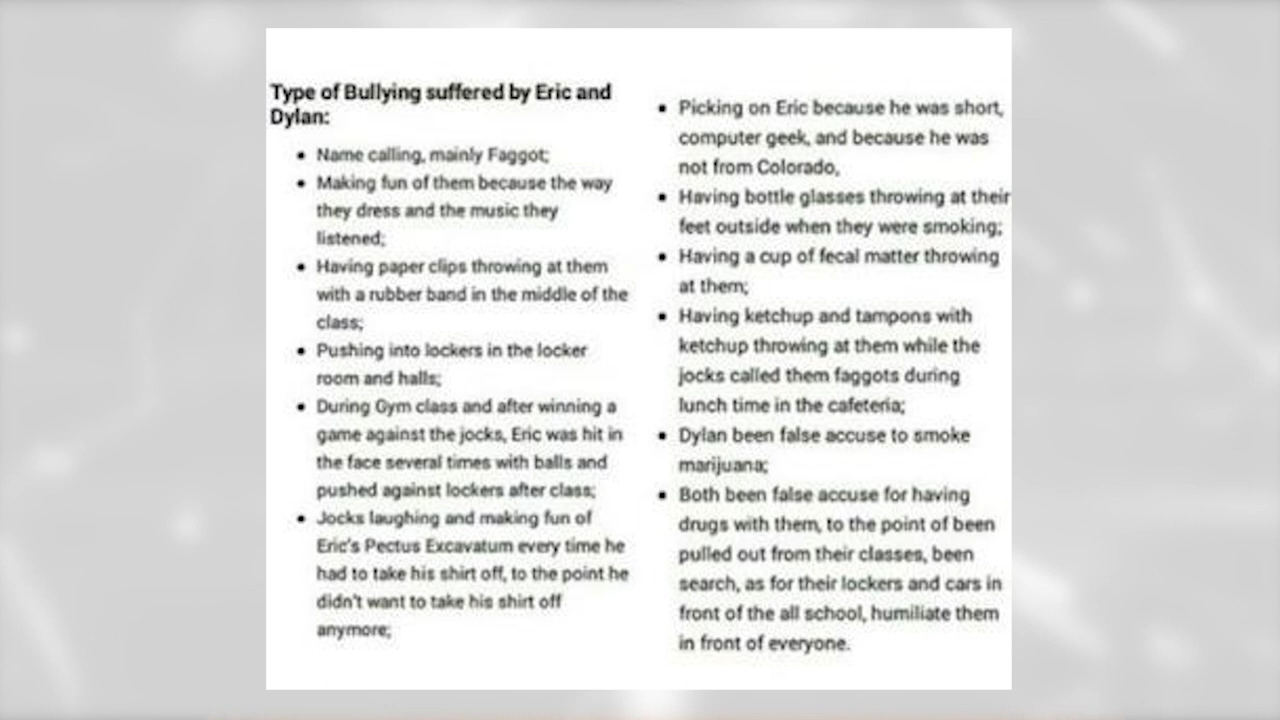 Type of Bullying suffered by Eric and
Dylan:
• Name calling, mainly Faggot;
• Making fun of them because the way
they dress and the music they
listened;
• Having paper clips throwing at them
with a rubber band in the middle of the
class;
• Pushing into lockers in the locker
room and halls;
• During Gym class and after winning a
game against the jocks, Eric was hit in
the face several times with balls and
pushed against lockers after class;
• Jocks laughing and making fun of
Eric's Pectus Excavatum every time he
had to take his shirt off, to the point he
didn't want to take his shirt off
anymore;
• Picking on Eric because he was short,
computer geek, and because he was
not from Colorado,
• Having bottle glasses throwing at their
feet outside when they were smoking;
• Having a cup of fecal matter throwing
at them;
• Having ketchup and tampons with
ketchup throwing at them while the
jocks called them faggots during
lunch time in the cafeteria;
• Dylan been false accuse to smoke
marijuana;
• Both been false accuse for having
drugs with them, to the point of been
pulled out from their classes, been
search, as for their lockers and cars in
front of the all school, humiliate them
in front of everyone.